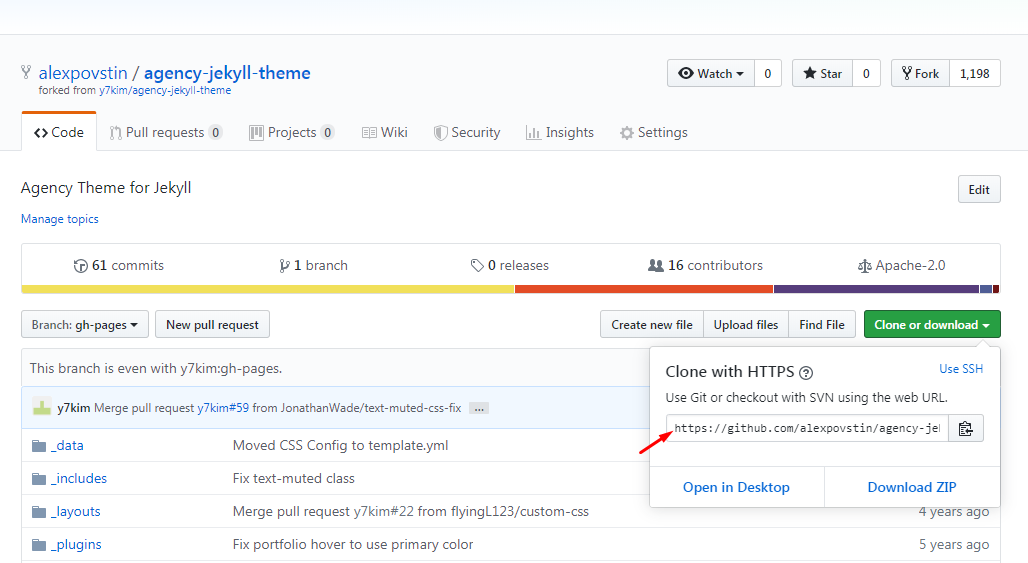 alexpovstin / agency-jekyll-theme
forked from y7kim/agency-jekyll-theme
Watch 0 Star 0 Fork 1,198
Code Pull requests 0 Projects 0 Wiki Security Insights Settings
Agency Theme for Jekyll
Edit
Manage topics
61 commits 1 branch 0 releases 16 contributors Apache-2.0
Branch: gh-pages New pull request Create new file Upload files Find File Clone or download
This branch is even with y7kim:gh-pages.
Clone with HTTPS Use SSH
Use Git or checkout with SVN using the web URL.
https://github.com/alexpovstin/agency-jek
Open in Desktop Download ZIP
y7kim Merge pull request y7kim#59 from JonathanWade/text-muted-css-fix ...
_data Moved CSS Config to template.yml
_includes Fix text-muted class
_layouts Merge pull request y7kim#22 from flyingL123/custom-css 4 years ago
_plugins Fix portfolio hover to use primary color 5 years ago